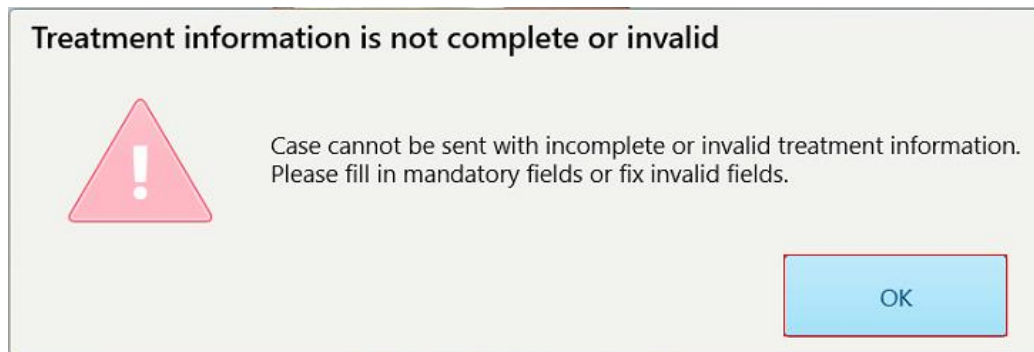 Treatment information is not complete or invalid
Case cannot be sent with incomplete or invalid treatment information.
Please fill in mandatory fields or fix invalid fields.
OK